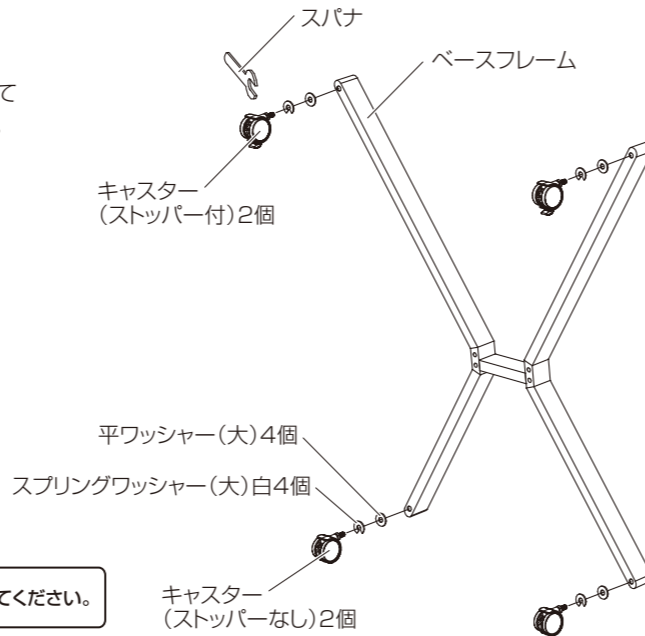 スパナ
ベースフレーム
て
キャスター
（ストッパー付）2個
平ワッシャー（大）4個
スプリングワッシャー（大）白4個
てください。
キャスター
（ストッパーなし）2個